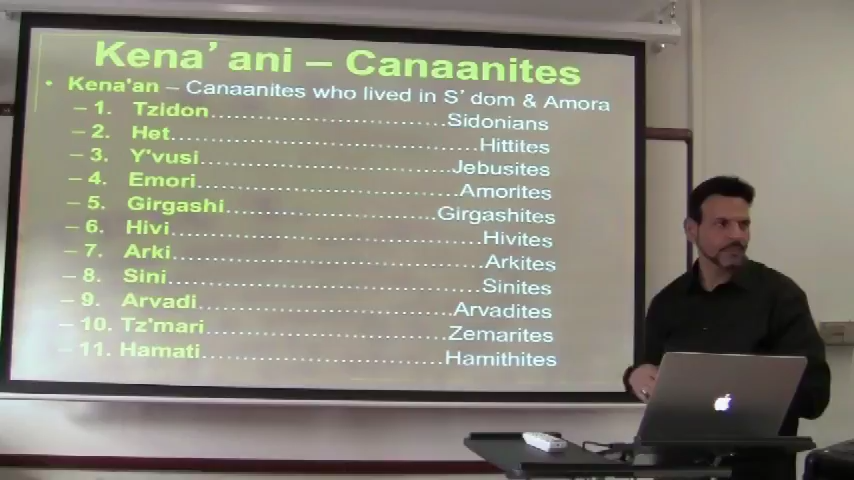 Kena'ani – Canaanites
• Kena'an – Canaanites who lived in S'dom & Amora
– 1. Tzidon..............................Sidonians
– 2. Het.......................................Hittites
– 3. Y'vusi................................Jebusites
– 4. Emori.................................Amorites
– 5. Girgashi...........................Girgashites
– 6. Hivi.......................................Hivites
– 7. Arki.......................................Arkites
– 8. Sini.......................................Sinites
– 9. Arvadi................................Arvadites
– 10. Tz'mari..............................Zemarites
– 11. Hamati..............................Hamithites